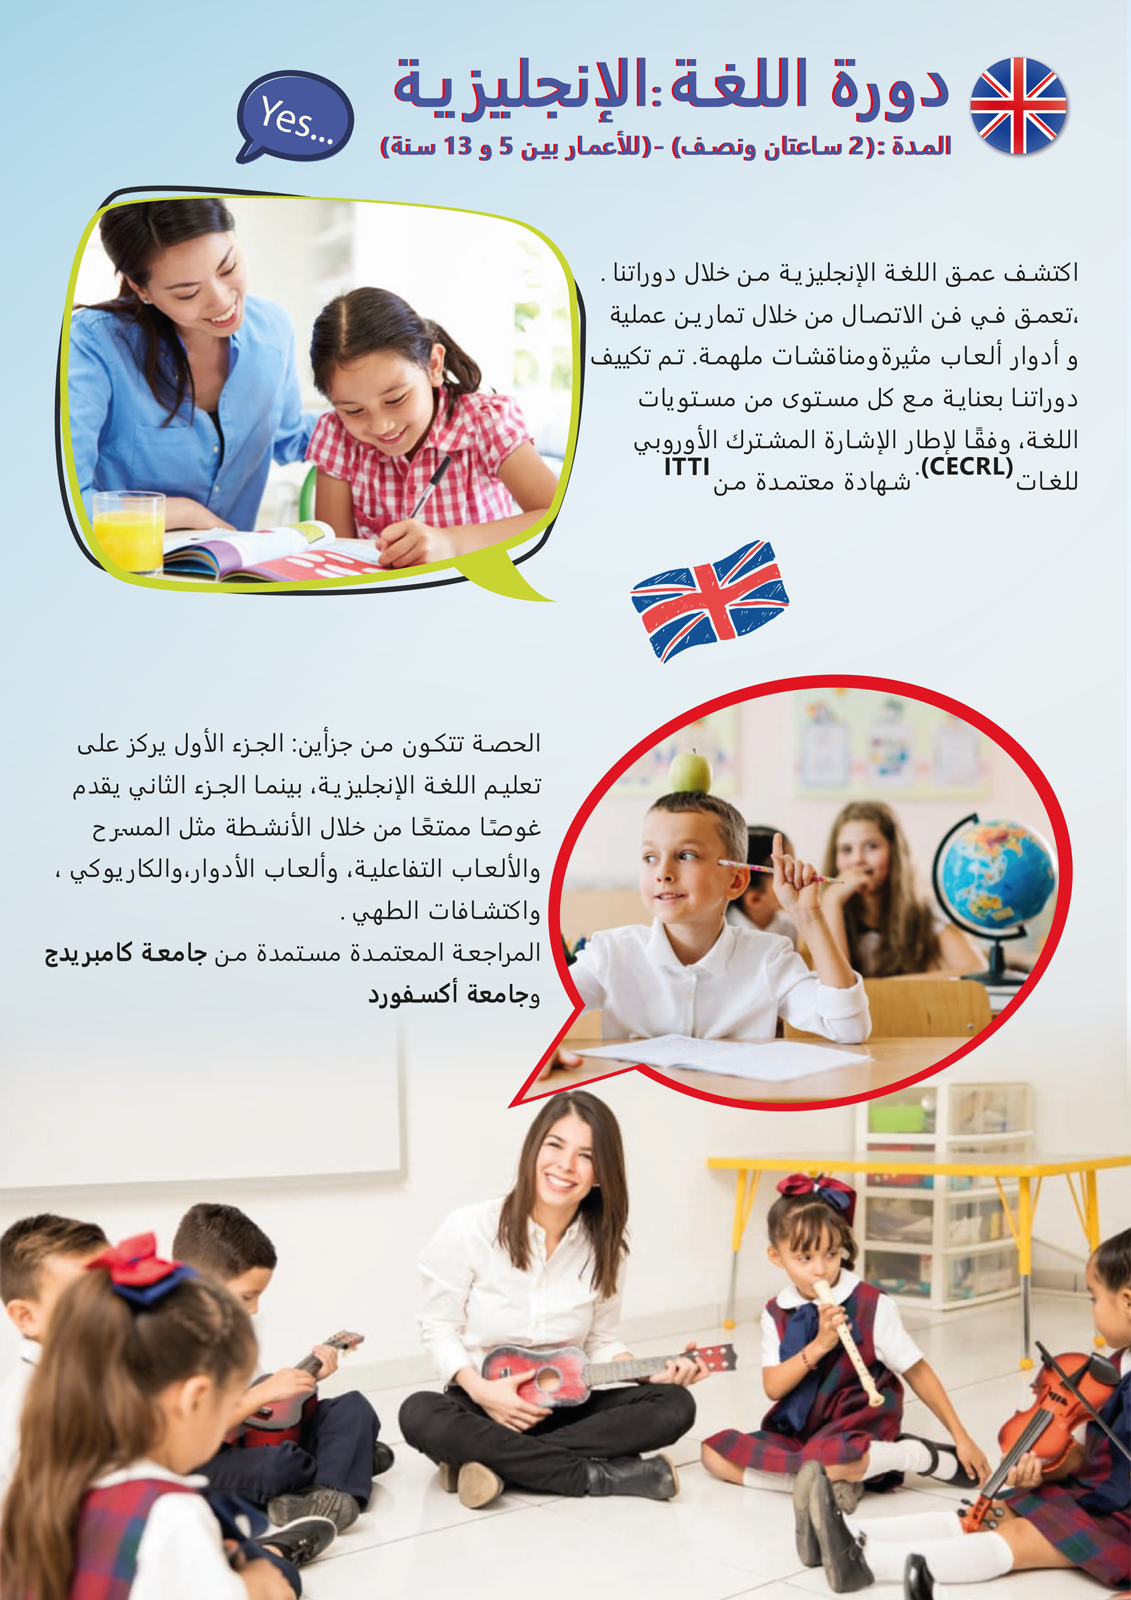 دورة اللغة الإنجليزية:
المدة :(2 ساعتان ونصف) -(للأعمار بين 5 و 13 سنة)
Yes...
اكتشف عمق اللغة الإنجليزية من خلال دوراتنا .
،تعمق في فن الاتصال من خلال تمارين عملية
و أدوار ألعاب مثيرةومناقشات ملهمة. تم تكييف
دوراتنا بعناية مع كل مستوى من مستويات
اللغة، وفقًا لإطار الإشارة المشترك الأوروبي
للغات (CECRL). شهادة معتمدة من ITTI
الحصة تتكون من جزأين: الجزء الأول يركز على
تعليم اللغة الإنجليزية، بينما الجزء الثاني يقدم
غوصًا ممتعًا من خلال الأنشطة مثل المسرح
والألعاب التفاعلية، وألعاب الأدوار،والكاريوكي ،
واكتشافات الطهي .
المراجعة المعتمدة مستمدة من جامعة كامبريدج
وجامعة أكسفورد